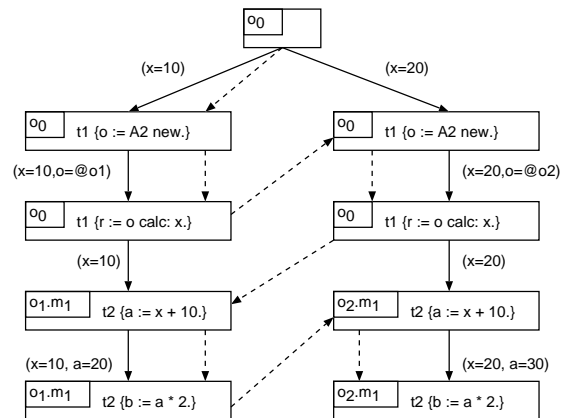 o0
(x=10) (x=20)
o0 t1 {o := A2 new.} o0 t1 {o := A2 new.}
(x=10,o=@o1) (x=20,o=@o2)
o0 t1 {r := o calc: x.} o0 t1 {r := o calc: x.}
(x=10) (x=20)
o1.m1 t2 {a := x + 10.} o2.m1 t2 {a := x + 10.}
(x=10, a=20) (x=20, a=30)
o1.m1 t2 {b := a * 2.} o2.m1 t2 {b := a * 2.}